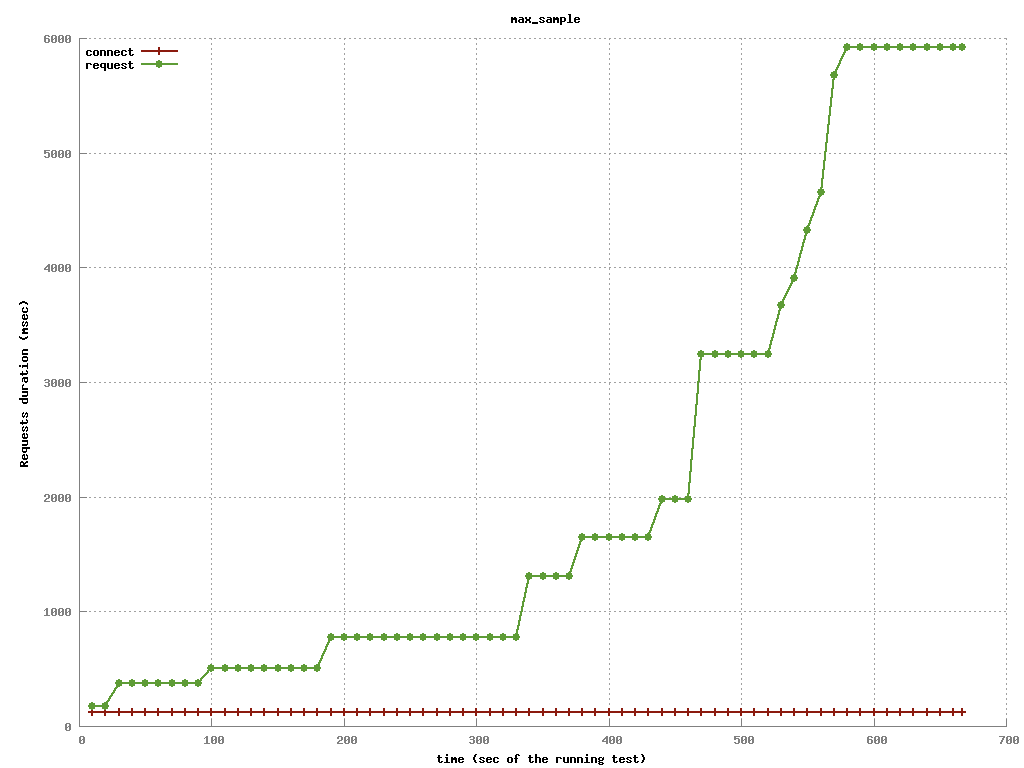 max_sample
connect
request
6000
5000
4000
3000
2000
1000
0
Requests duration (msec)
0 100 200 300 400 500 600 700
time (sec of the running test)